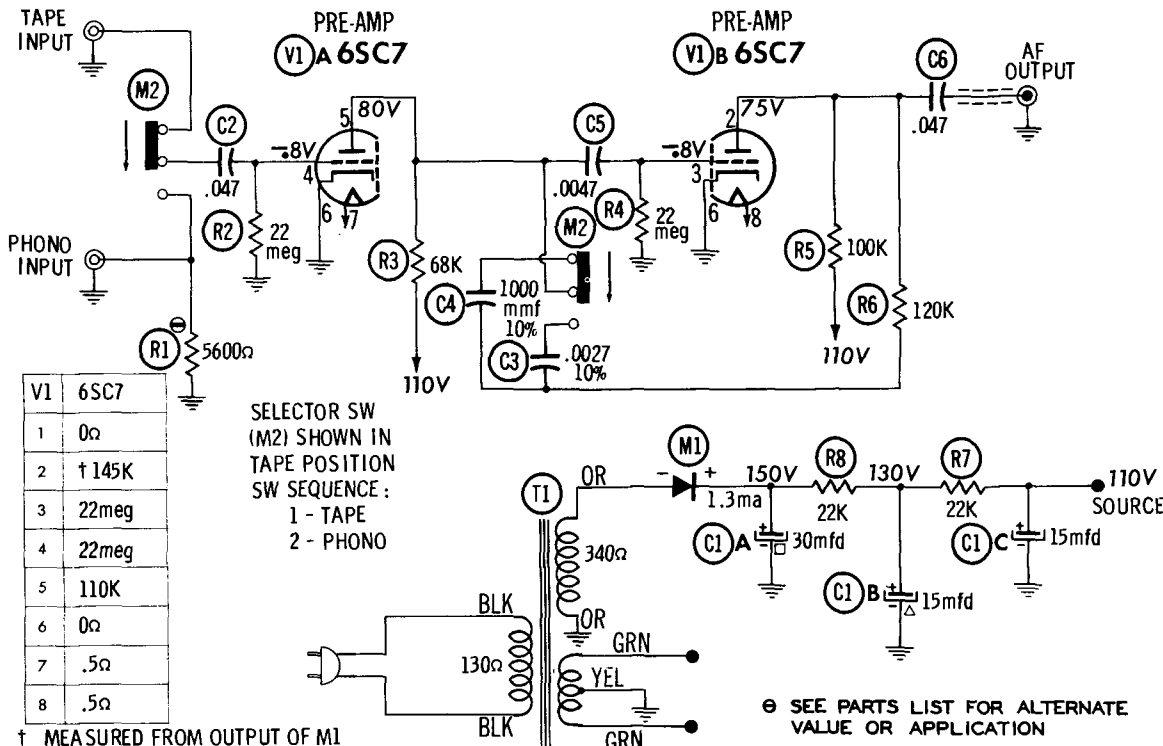 TAPE
INPUT
PRE-AMP
V1 A 6SC7
PRE-AMP
V1 B 6SC7
C6
AF
OUTPUT
.047
M2
C2
.047
5
80V
-.8V
4
6
7
R2
22
meg
C5
.0047
2
75V
-.8V
3
6
8
R4
22
meg
M2
R3
68K
110V
C4
1000
mmf
10%
C3
.0027
10%
R5
100K
110V
R6
120K
PHONO
INPUT
R1
⊖
5600Ω
V1 6SC7
1 0Ω
2 † 145K
3 22meg
4 22meg
5 110K
6 0Ω
7 .5Ω
8 .5Ω
† MEASURED FROM OUTPUT OF M1
SELECTOR SW
(M2) SHOWN IN
TAPE POSITION
SW SEQUENCE :
1 - TAPE
2 - PHONO
T1
OR
340Ω
OR
BLK
130Ω
BLK
GRN
YEL
GRN
M1
- +
1.3ma
150V
R8
22K
130V
R7
22K
110V
SOURCE
C1 A
+
30mfd
C1 B
+
15mfd
C1 C
+
15mfd
⊖ SEE PARTS LIST FOR ALTERNATE
VALUE OR APPLICATION